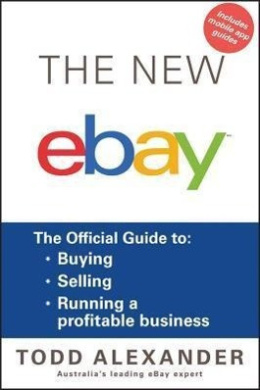 Includes
mobile app
guides
THE NEW
ebay™
The Official Guide to:
• Buying
• Selling
• Running a
profitable business
TODD ALEXANDER
Australia's leading eBay expert